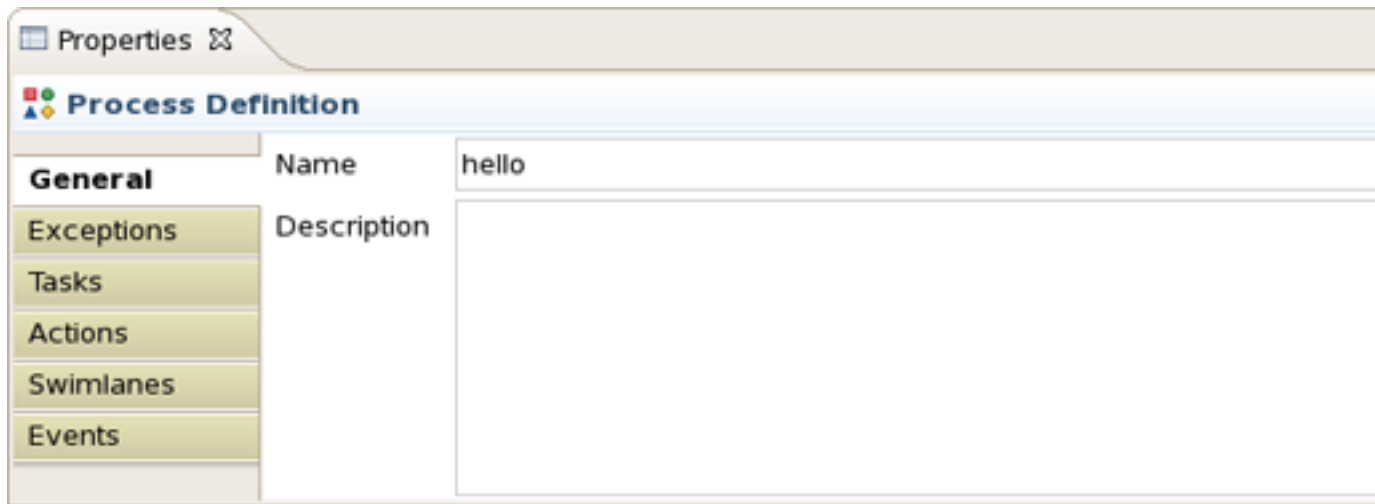 Properties
Process Definition
General
Exceptions
Tasks
Actions
Swimlanes
Events
Name hello
Description